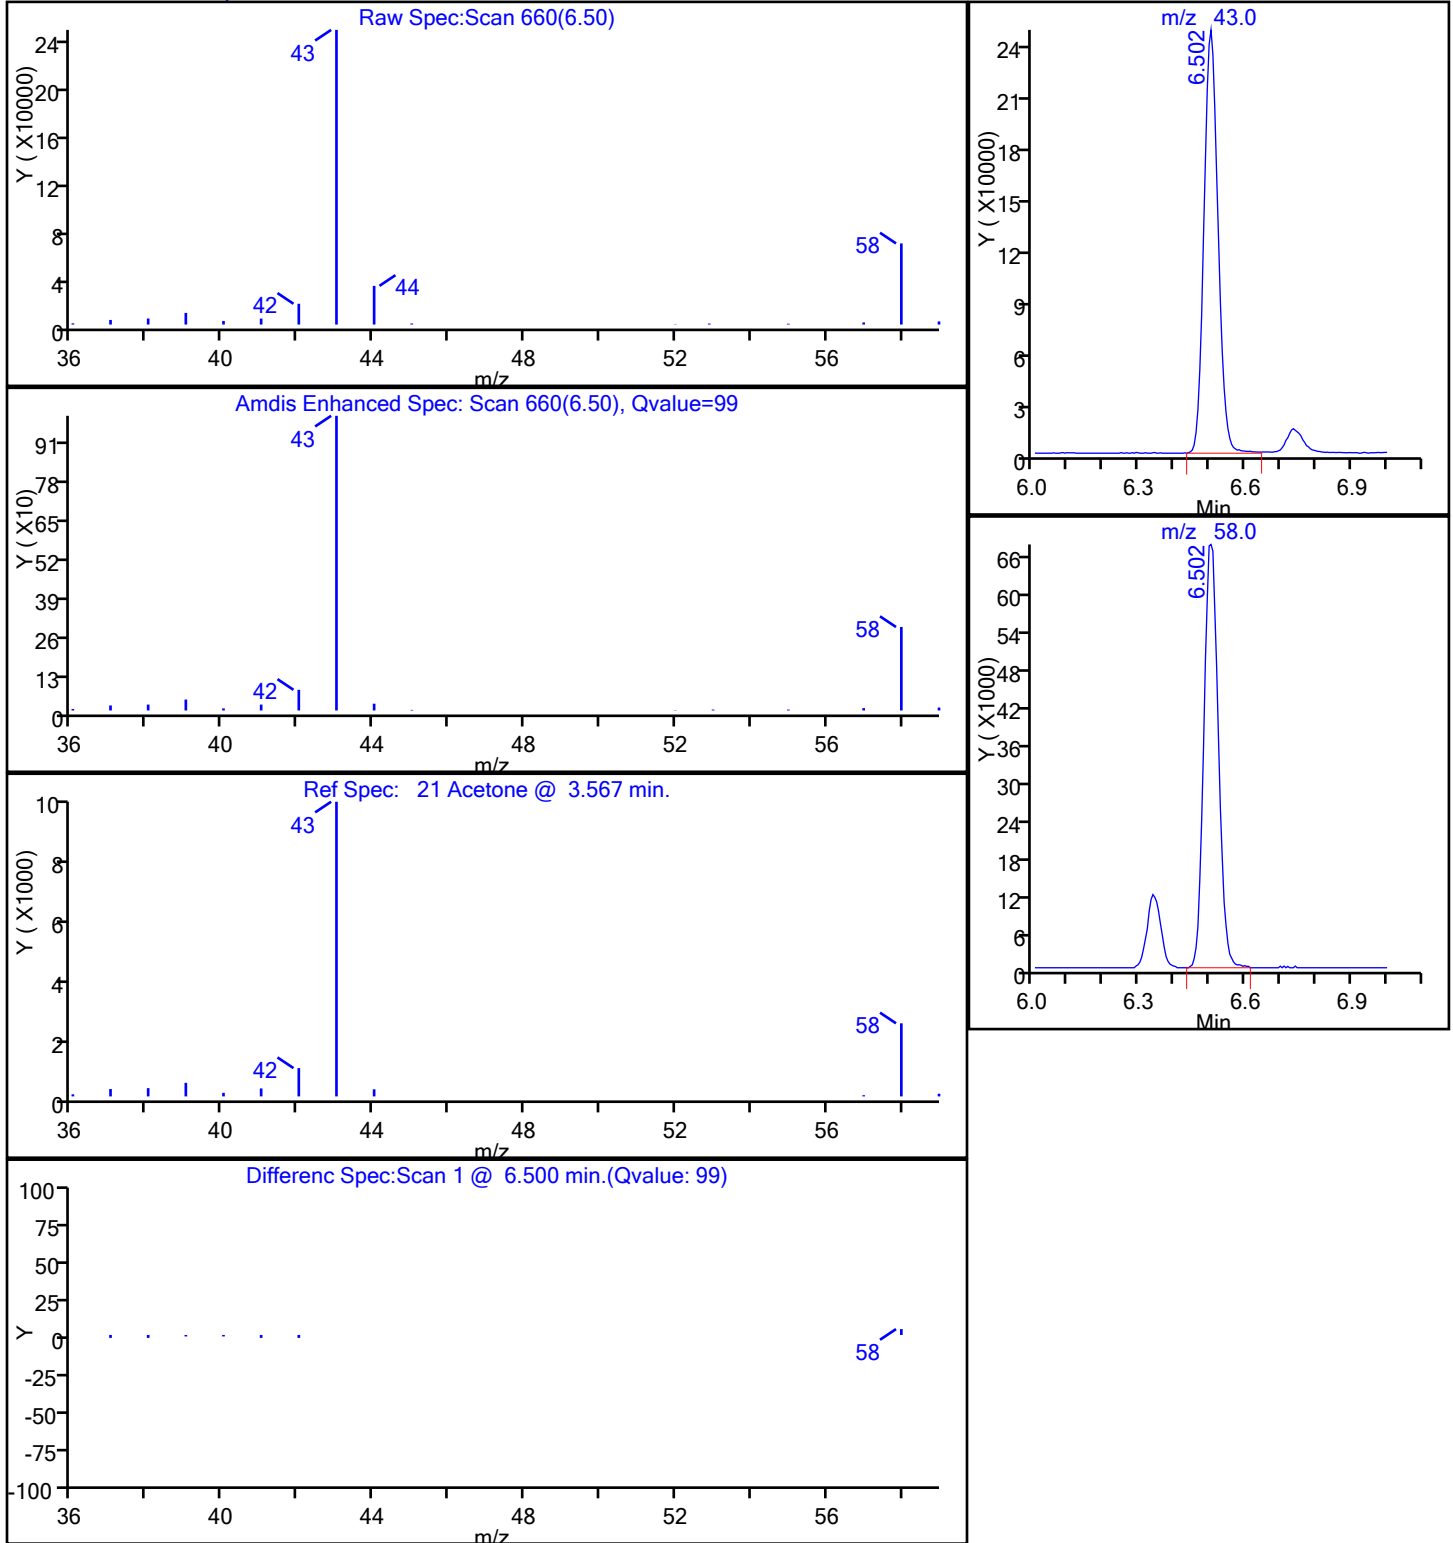 Raw Spec:Scan 660(6.50)
24
20
16
12
8
4
0
Y ( X10000)
43
42
44
58
36 40 44 48 52 56
m/z
Amdis Enhanced Spec: Scan 660(6.50), Qvalue=99
91
78
65
52
39
26
13
0
Y ( X10)
43
42
58
36 40 44 48 52 56
m/z
Ref Spec: 21 Acetone @ 3.567 min.
10
8
6
4
2
0
Y ( X1000)
43
42
58
36 40 44 48 52 56
m/z
Differenc Spec:Scan 1 @ 6.500 min.(Qvalue: 99)
100
75
50
25
0
-25
-50
-75
-100
Y
58
36 40 44 48 52 56
m/z
m/z 43.0
24
21
18
15
12
9
6
3
0
Y ( X10000)
6.502
6.0 6.3 6.6 6.9
Min
m/z 58.0
66
60
54
48
42
36
30
24
18
12
6
0
Y ( X1000)
6.502
6.0 6.3 6.6 6.9
Min